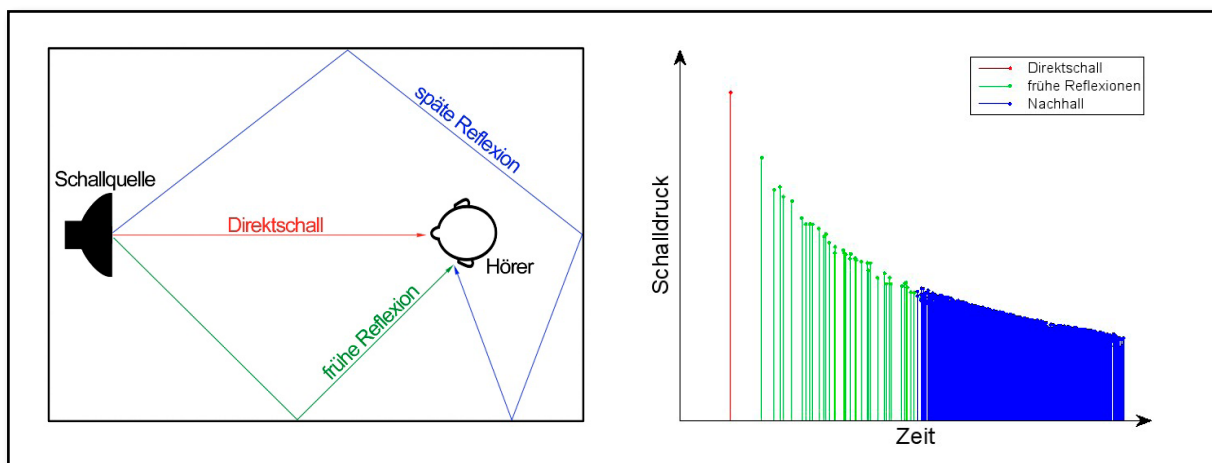 späte Reflexion
Schallquelle
Direktschall
Hörer
frühe Reflexion
Schalldruck
Direktschall
frühe Reflexionen
Nachhall
Zeit